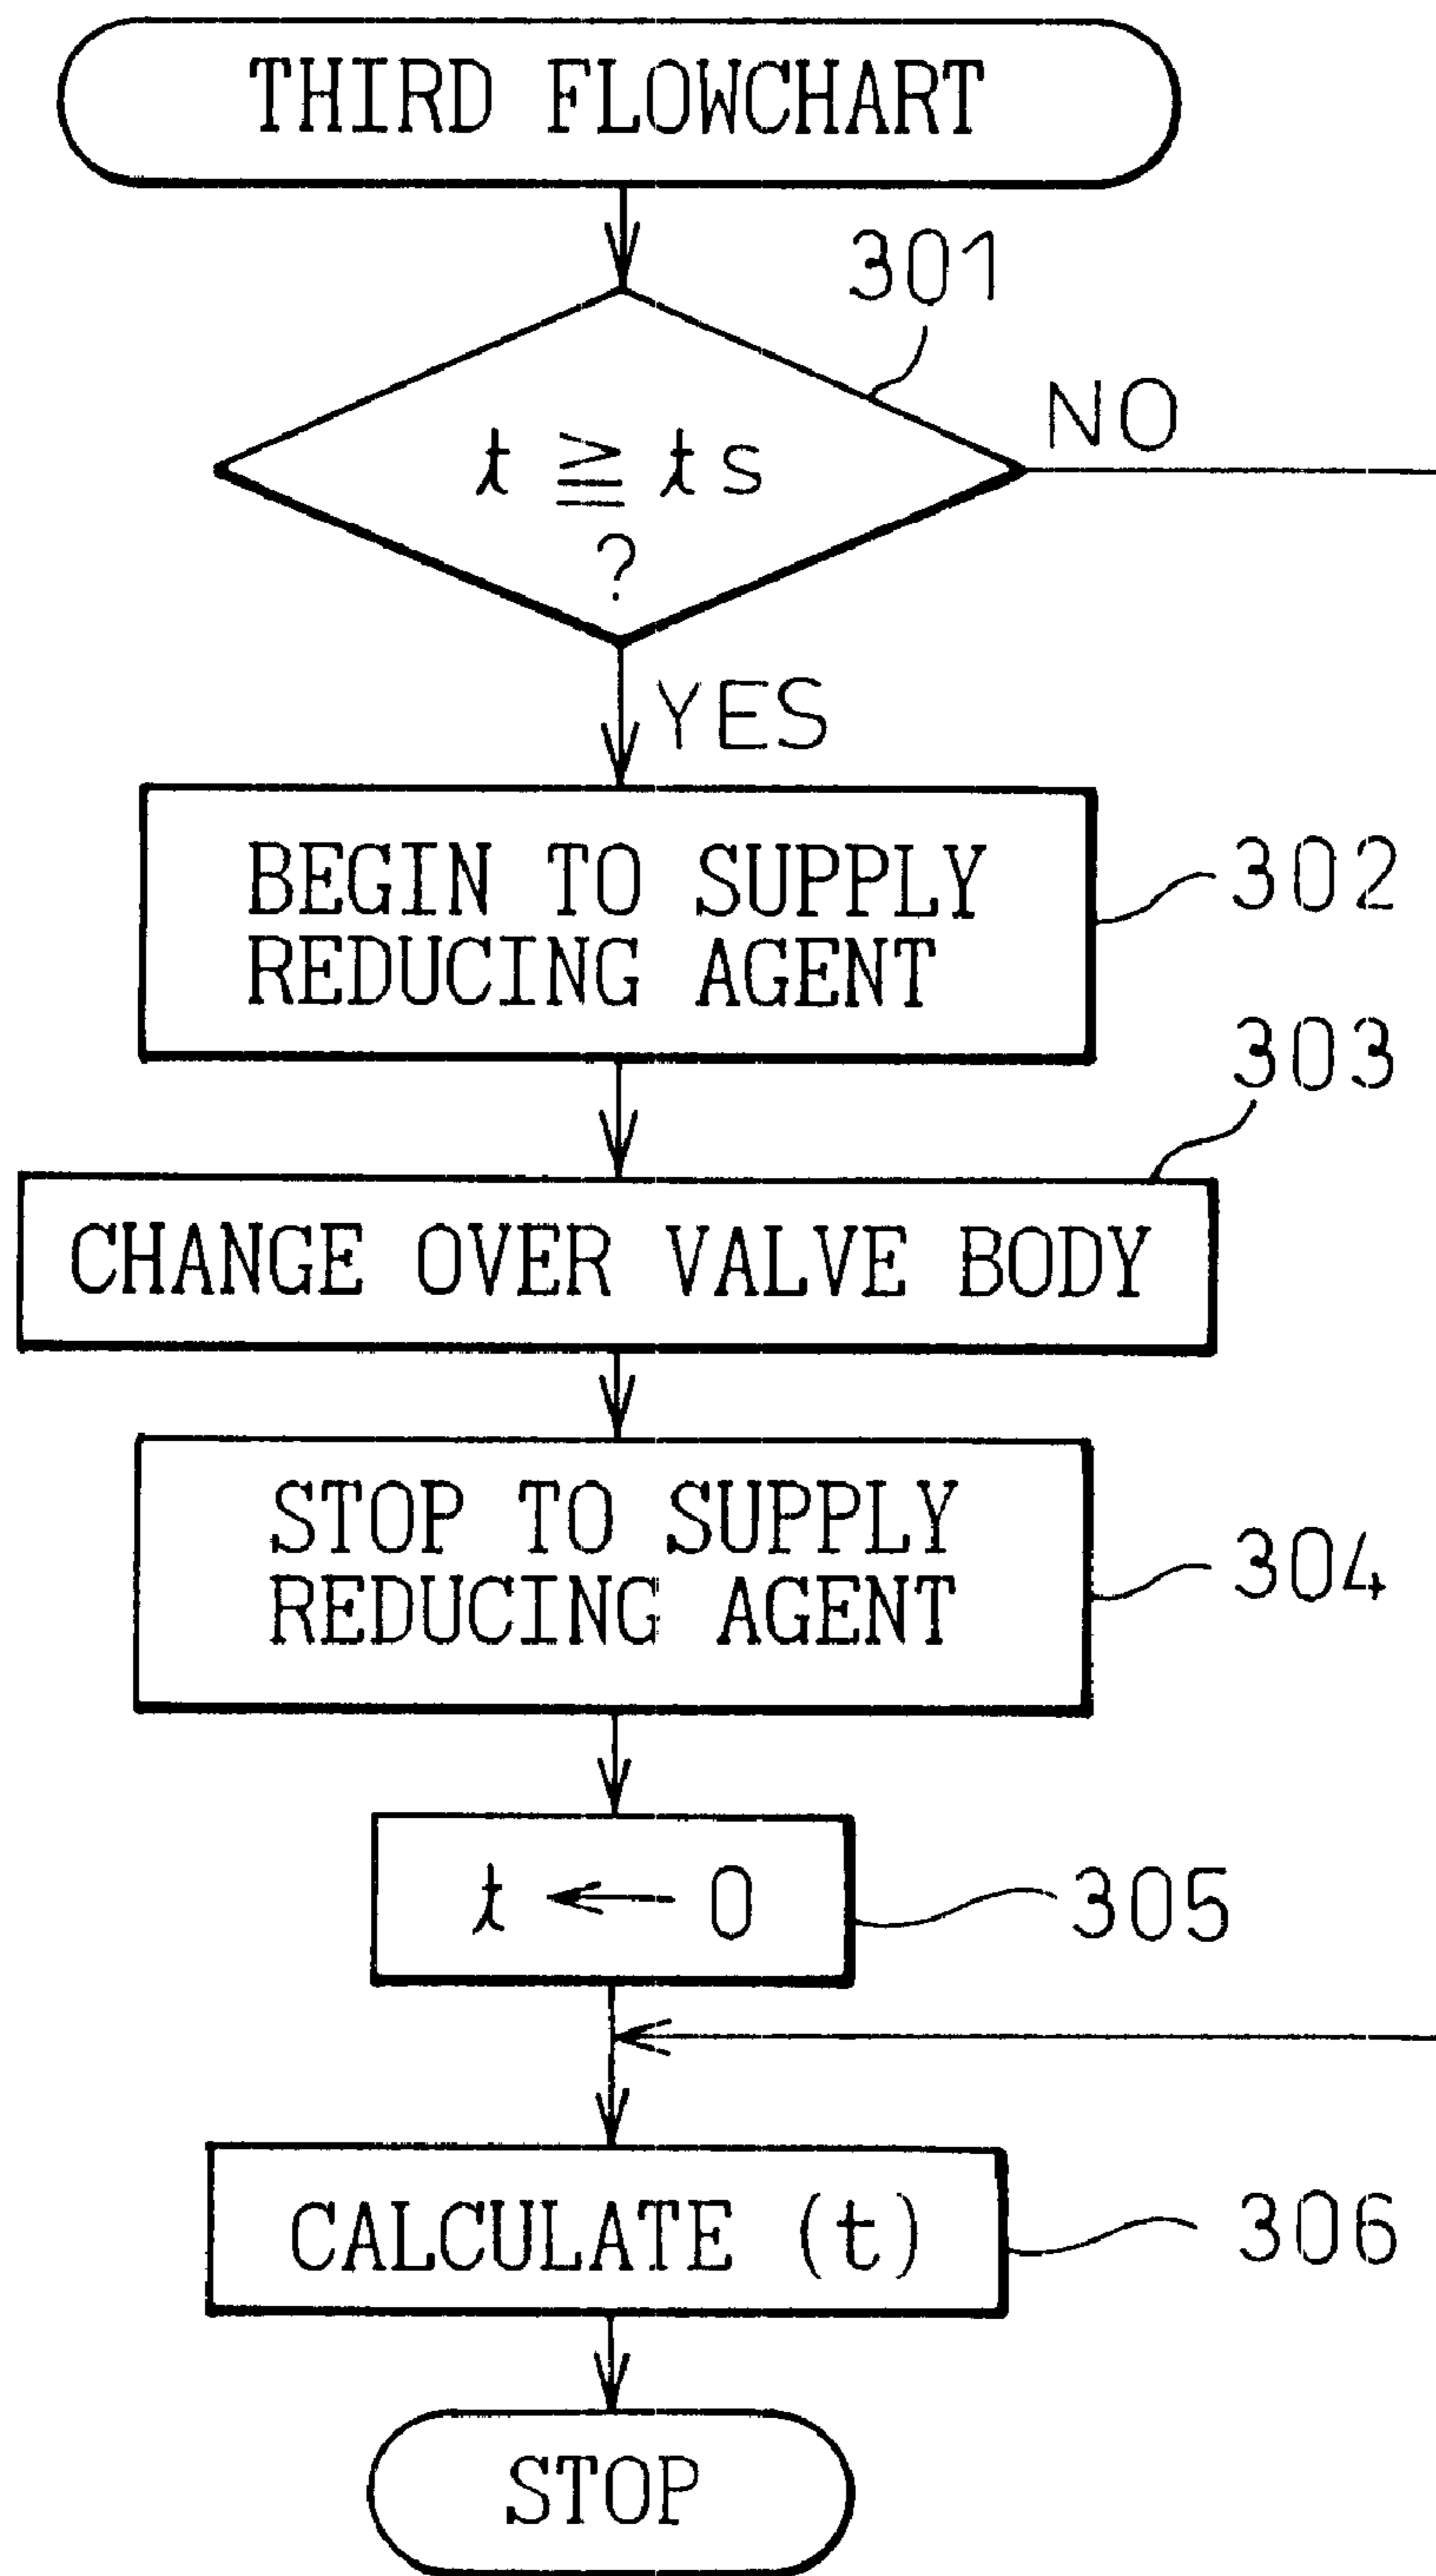 THIRD FLOWCHART
301
t ≧ ts
?
NO
YES
BEGIN TO SUPPLY
REDUCING AGENT
302
303
CHANGE OVER VALVE BODY
STOP TO SUPPLY
REDUCING AGENT
304
t ← 0
305
CALCULATE (t)
306
STOP